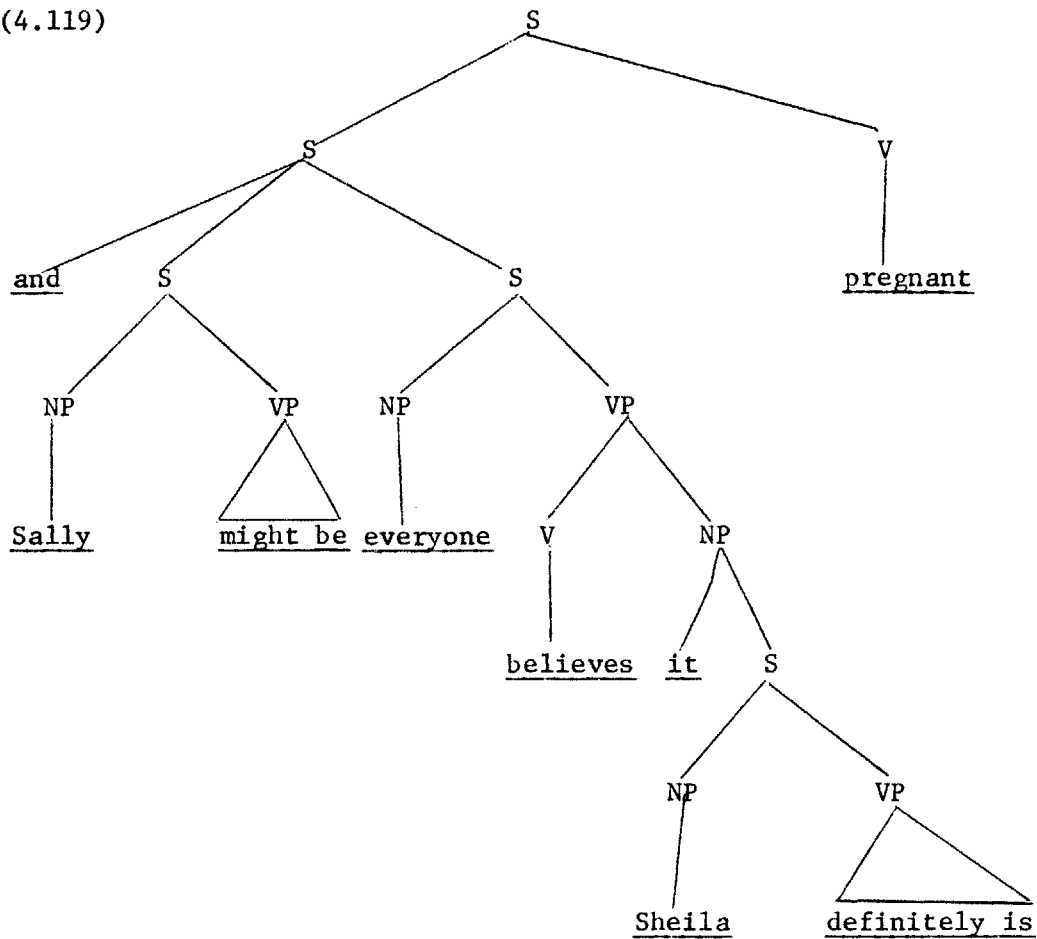 (4.119)
S
S V
and S S pregnant
NP VP NP VP
Sally might be everyone V NP
believes it S
NP VP
Sheila definitely is